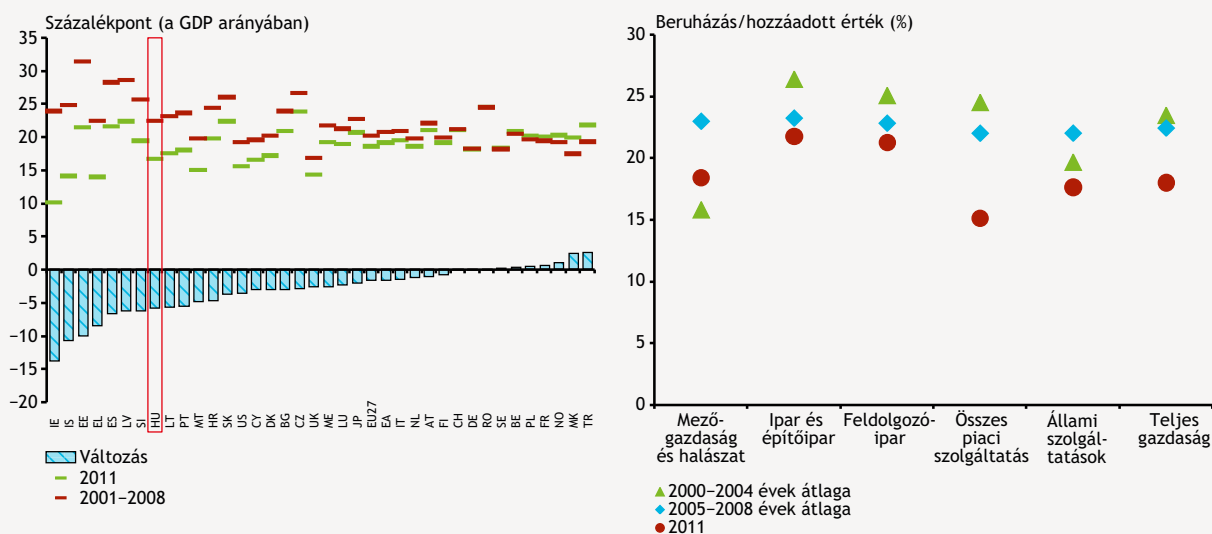 Százalékpont (a GDP arányában)
35
30
25
20
15
10
5
0
−5
−10
−15
−20
IE IS EE EL ES LV SI HU LT PT MT HR SK US CY DK BG CZ UK ME LU JP EU27 EA IT NL AT FI CH DE RO SE BE PL FR NO MK TR
Változás
2011
2001−2008
Beruházás/hozzáadott érték (%)
30
25
20
15
10
5
0
Mező-
gazdaság
és halászat
Ipar és
építőipar
Feldolgozó-
ipar
Összes
piaci
szolgáltatás
Állami
szolgál-
tatások
Teljes
gazdaság
2000−2004 évek átlaga
2005−2008 évek átlaga
2011